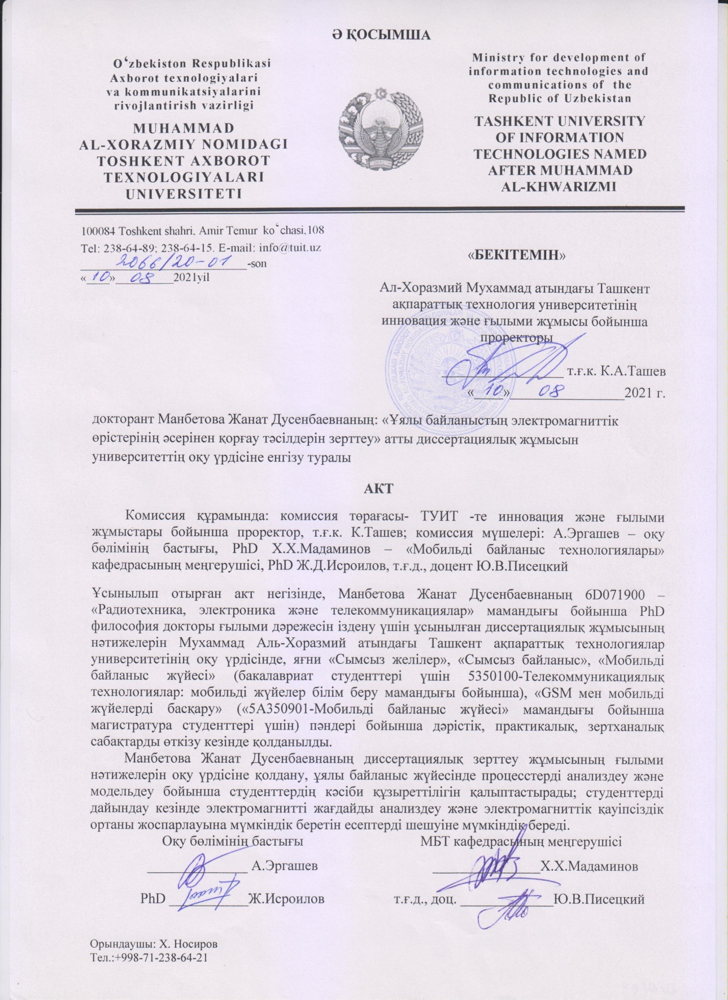 Ә ҚОСЫМША
Oʻzbekiston Respublikasi
Axborot texnologiyalari
va kommunikatsiyalarini
rivojlantirish vazirligi
MUHAMMAD
AL-XORAZMIY NOMIDAGI
TOSHKENT AXBOROT
TEXNOLOGIYALARI
UNIVERSITETI
Ministry for development of
information technologies and
communications of the
Republic of Uzbekistan
TASHKENT UNIVERSITY
OF INFORMATION
TECHNOLOGIES NAMED
AFTER MUHAMMAD
AL-KHWARIZMI
100084 Toshkent shahri, Amir Temur koʻchasi,108
Tel: 238-64-89; 238-64-15. E-mail: info@tuit.uz
2066/20-01-son
«10» 08 2021yil
«БЕКІТЕМІН»
Ал-Хоразмий Мухаммад атындағы Ташкент
ақпараттық технология университетінің
инновация және ғылыми жұмысы бойынша
проректоры
т.ғ.к. К.А.Ташев
«10» 08 2021 г.
докторант Манбетова Жанат Дусенбаевнаның: «Ұялы байланыстың электромагниттік
өрістерінің әсерінен қорғау тәсілдерін зерттеу» атты диссертациялық жұмысын
университеттің оқу үрдісіне енгізу туралы
АКТ
Комиссия құрамында: комиссия төрағасы- ТУИТ -те инновация және ғылыми
жұмыстары бойынша проректор, т.ғ.к. К.Ташев; комиссия мүшелері: А.Эргашев – оқу
бөлімінің бастығы, PhD Х.Х.Мадаминов – «Мобильді байланыс технологиялары»
кафедрасының меңгерушісі, PhD Ж.Д.Исроилов, т.ғ.д., доцент Ю.В.Писецкий
Ұсынылып отырған акт негізінде, Манбетова Жанат Дусенбаевнаның 6D071900 –
«Радиотехника, электроника және телекоммуникациялар» мамандығы бойынша PhD
философия докторы ғылыми дәрежесін іздену үшін ұсынылған диссертациялық жұмысының
нәтижелерін Мухаммад Аль-Хоразмий атындағы Ташкент ақпараттық технологиялар
университетінің оқу үрдісінде, яғни «Сымсыз желілер», «Сымсыз байланыс», «Мобильді
байланыс жүйесі» (бакалавриат студенттері үшін 5350100-Телекоммуникациялық
технологиялар: мобильді жүйелер білім беру мамандығы бойынша), «GSM мен мобильді
жүйелерді басқару» («5А350901-Мобильді байланыс жүйесі» мамандығы бойынша
магистратура студенттері үшін) пәндері бойынша дәрістік, практикалық, зертханалық
сабақтарды өткізу кезінде қолданылды.
Манбетова Жанат Дусенбаевнаның диссертациялық зерттеу жұмысының ғылыми
нәтижелерін оқу үрдісіне қолдану, ұялы байланыс жүйесінде процесстерді анализдеу және
модельдеу бойынша студенттердің кәсіби құзыреттілігін қалыптастырады; студенттерді
дайындау кезінде электромагнитті жағдайды анализдеу және электромагниттік қауіпсіздік
ортаны жоспарлауына мүмкіндік беретін есептерді шешуіне мүмкіндік береді.
Оқу бөлімінің бастығы
А.Эргашев
PhD Ж.Исроилов
МБТ кафедрасының меңгерушісі
Х.Х.Мадаминов
т.ғ.д., доц. Ю.В.Писецкий
Орындаушы: Х. Носиров
Тел.:+998-71-238-64-21